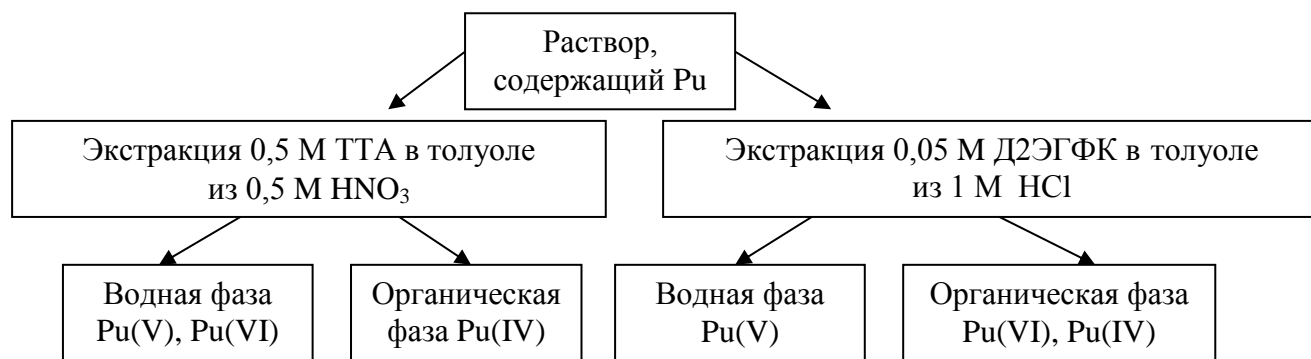 Раствор,
содержащий Pu
Экстракция 0,5 М ТТА в толуоле
из 0,5 М HNO₃
Экстракция 0,05 М Д2ЭГФК в толуоле
из 1 М HCl
Водная фаза
Pu(V), Pu(VI)
Органическая
фаза Pu(IV)
Водная фаза
Pu(V)
Органическая фаза
Pu(VI), Pu(IV)